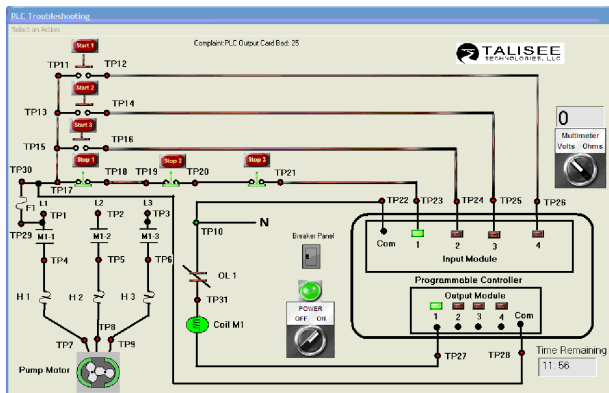 PLC Troubleshooting
Select an Action
Complaint:PLC Output Card Bad: 25
TALISEE
TECHNOLOGIES, LLC
Start 1
TP11 TP12
Start 2
TP13 TP14
Start 3
TP15 TP16
Stop 1 Stop 2 Stop 3
TP30 TP18 TP19 TP20 TP21
TP17
0
Multimeter
Volts Ohms
F1 L1 L2 L3
TP1 TP2 TP3
TP29 M1-1 M1-2 M1-3
TP4 TP5 TP6
H 1 H 2 H 3
TP8
TP7 TP9
Pump Motor
TP10 N
OL 1
TP31
Coil M1
Breaker Panel
POWER
OFF ON
TP22 TP23 TP24 TP25 TP26
Com 1 2 3 4
Input Module
Programmable Controller
Output Module
1 2 3 4 Com
TP27 TP28
Time Remaining
11: 56